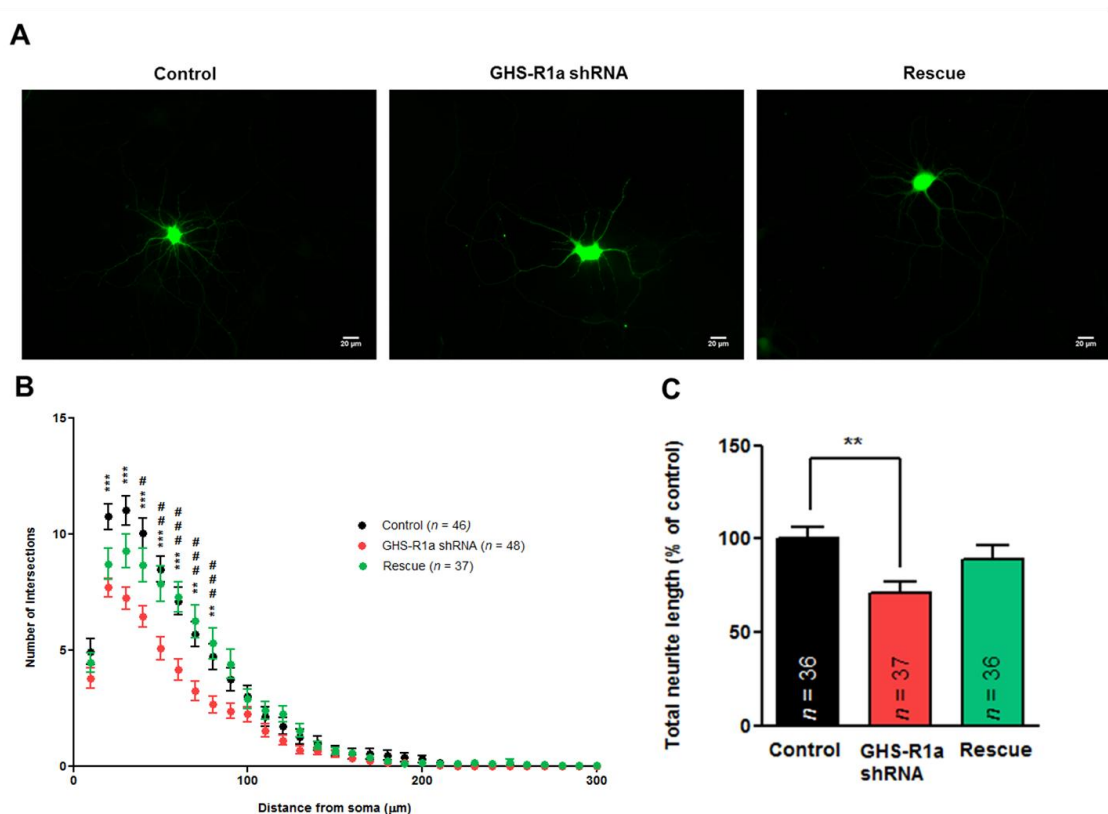 A
Control
GHS-R1a shRNA
Rescue
20 µm
20 µm
20 µm
B
15
10
5
0
Number of Intersections
***
***
#
***
##
***
###
***
###
**
###
**
Control (n = 46)
GHS-R1a shRNA (n = 48)
Rescue (n = 37)
0
100
200
300
Distance from soma (µm)
C
Total neurite length (% of control)
150
100
50
0
**
n = 36
n = 37
n = 36
Control
GHS-R1a
shRNA
Rescue